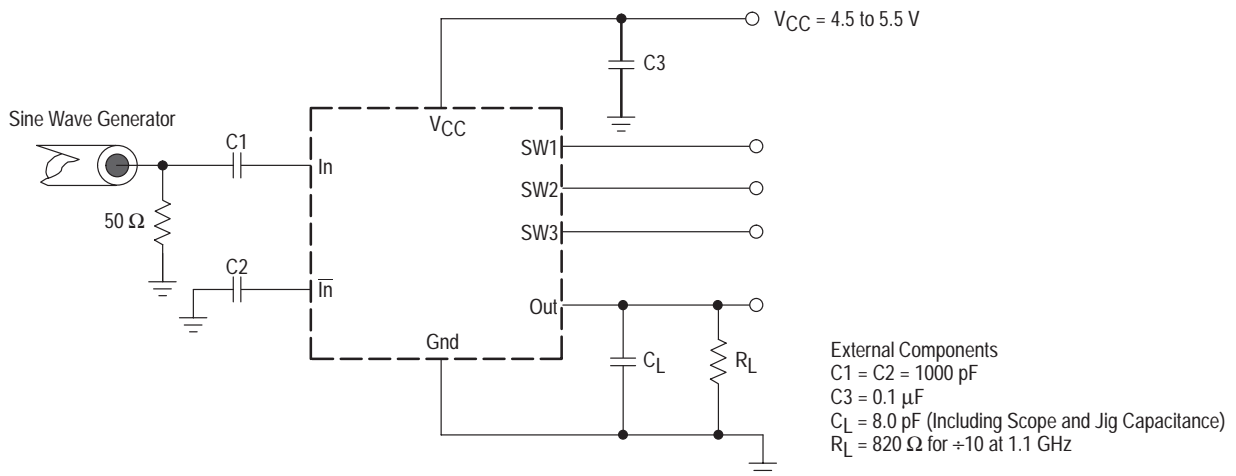 V_CC = 4.5 to 5.5 V
C3
Sine Wave Generator
C1
V_CC
SW1
In
SW2
50 Ω
SW3
C2
I̅n̅
Out
Gnd
C_L
R_L
External Components
C1 = C2 = 1000 pF
C3 = 0.1 μF
C_L = 8.0 pF (Including Scope and Jig Capacitance)
R_L = 820 Ω for ÷10 at 1.1 GHz